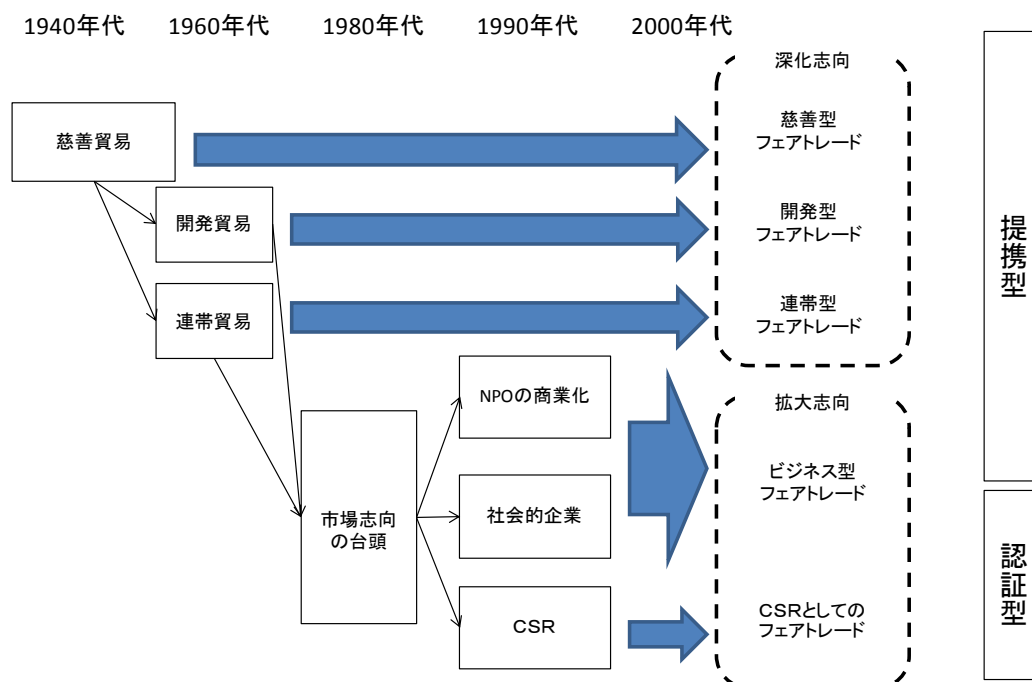 1940年代
1960年代
1980年代
1990年代
2000年代
深化志向
慈善貿易
慈善型
フェアトレード
開発貿易
開発型
フェアトレード
連帯貿易
連帯型
フェアトレード
提携型
NPOの商業化
拡大志向
ビジネス型
フェアトレード
市場志向
の台頭
社会的企業
CSR
CSRとしての
フェアトレード
認証型